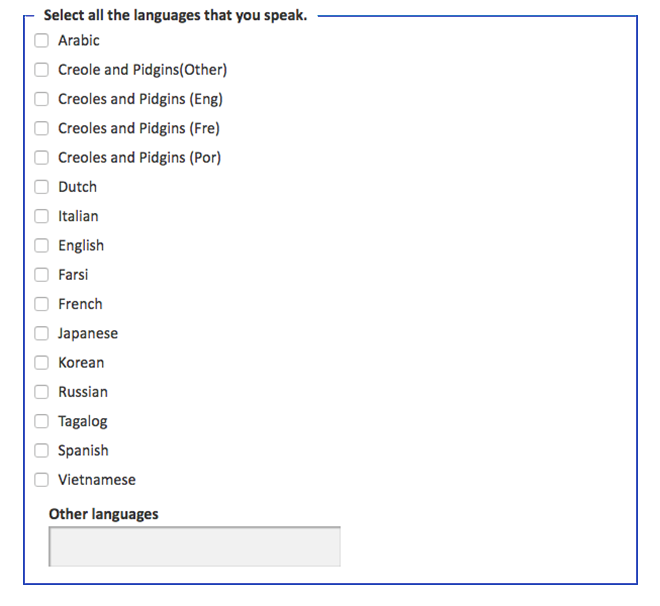 Select all the languages that you speak.
Arabic
Creole and Pidgins(Other)
Creoles and Pidgins (Eng)
Creoles and Pidgins (Fre)
Creoles and Pidgins (Por)
Dutch
Italian
English
Farsi
French
Japanese
Korean
Russian
Tagalog
Spanish
Vietnamese
Other languages